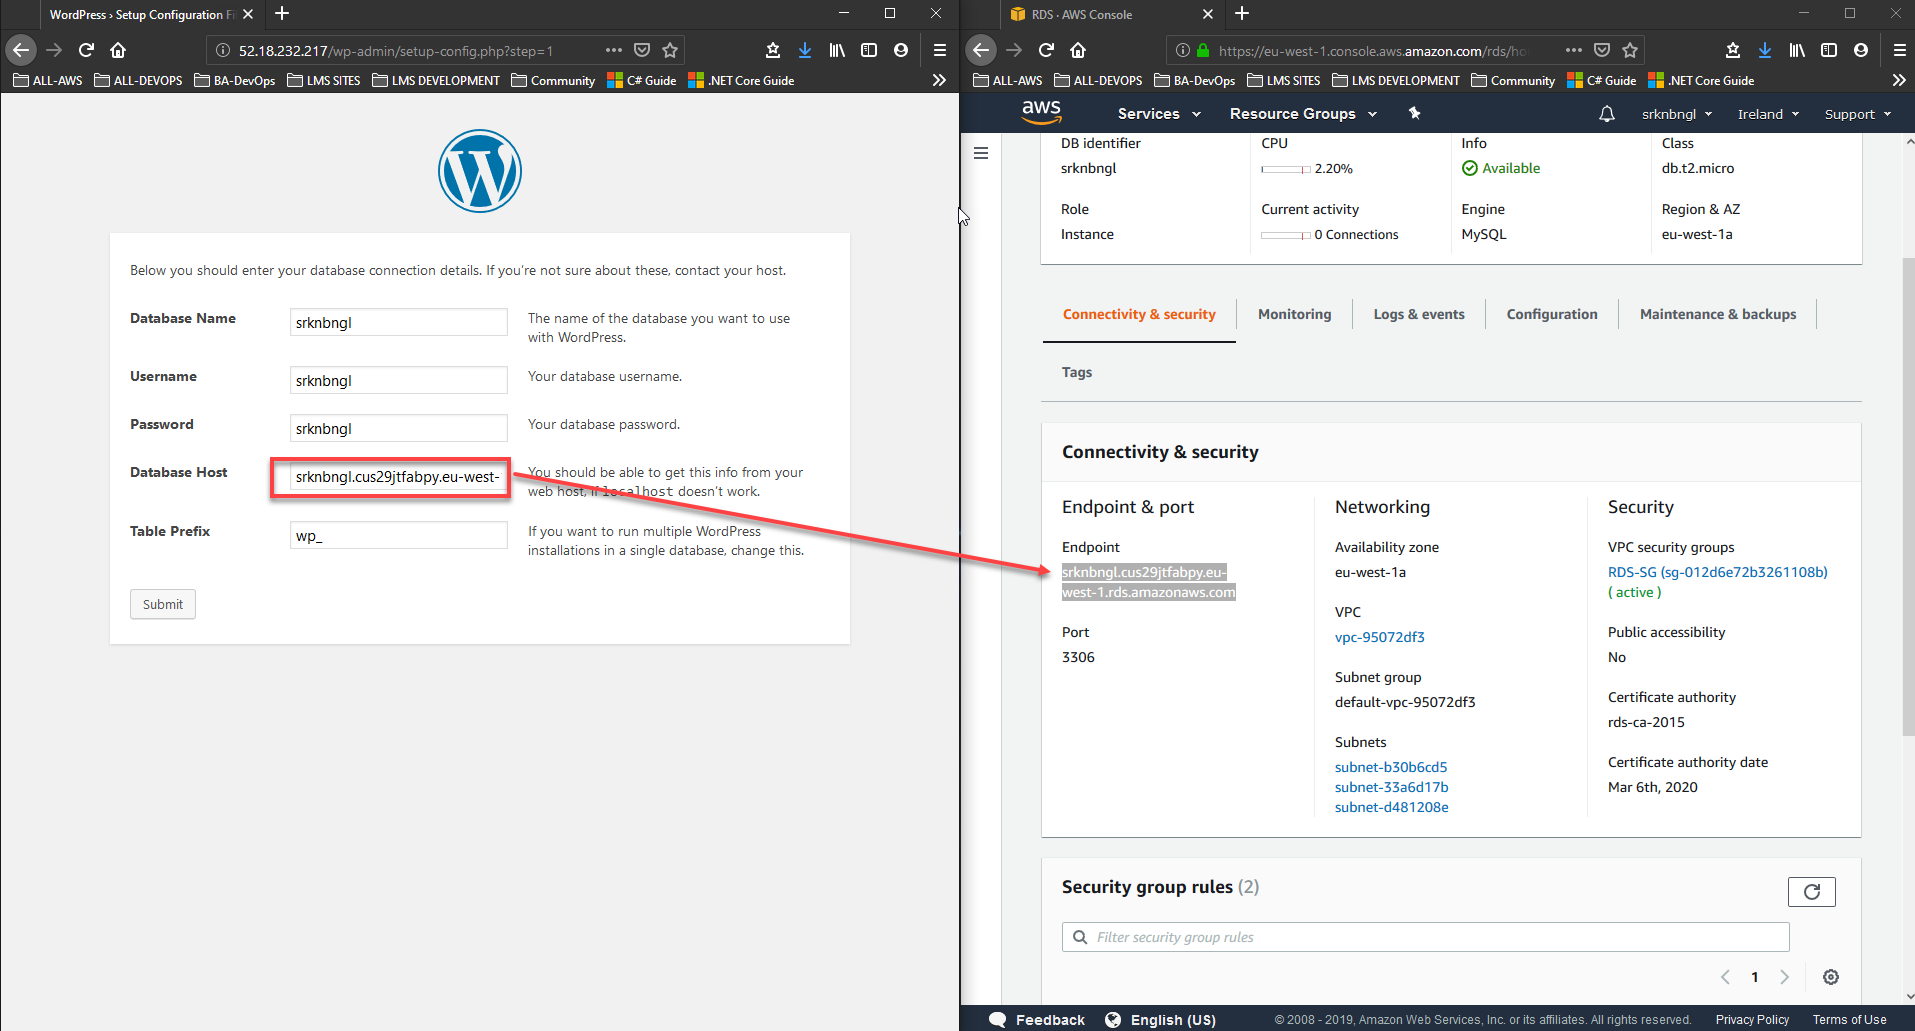 WordPress › Setup Configuration Fi
52.18.232.217/wp-admin/setup-config.php?step=1
ALL-AWS ALL-DEVOPS BA-DevOps LMS SITES LMS DEVELOPMENT Community C# Guide .NET Core Guide
Below you should enter your database connection details. If you're not sure about these, contact your host.
Database Name
srknbngl
The name of the database you want to use
with WordPress.
Username
srknbngl
Your database username.
Password
srknbngl
Your database password.
Database Host
srknbngl.cus29jtfabpy.eu-west-
You should be able to get this info from your
web host, if localhost doesn't work.
Table Prefix
wp_
If you want to run multiple WordPress
installations in a single database, change this.
Submit
RDS · AWS Console
https://eu-west-1.console.aws.amazon.com/rds/ho
ALL-AWS ALL-DEVOPS BA-DevOps LMS SITES LMS DEVELOPMENT Community C# Guide .NET Core Guide
aws Services Resource Groups srknbngl Ireland Support
DB identifier
srknbngl
CPU
2.20%
Info
Available
Class
db.t2.micro
Role
Instance
Current activity
0 Connections
Engine
MySQL
Region & AZ
eu-west-1a
Connectivity & security Monitoring Logs & events Configuration Maintenance & backups
Tags
Connectivity & security
Endpoint & port
Endpoint
srknbngl.cus29jtfabpy.eu-
west-1.rds.amazonaws.com
Port
3306
Networking
Availability zone
eu-west-1a
VPC
vpc-95072df3
Subnet group
default-vpc-95072df3
Subnets
subnet-b30b6cd5
subnet-33a6d17b
subnet-d481208e
Security
VPC security groups
RDS-SG (sg-012d6e72b3261108b)
( active )
Public accessibility
No
Certificate authority
rds-ca-2015
Certificate authority date
Mar 6th, 2020
Security group rules (2)
Filter security group rules
1
Feedback English (US) © 2008 - 2019, Amazon Web Services, Inc. or its affiliates. All rights reserved. Privacy Policy Terms of Use